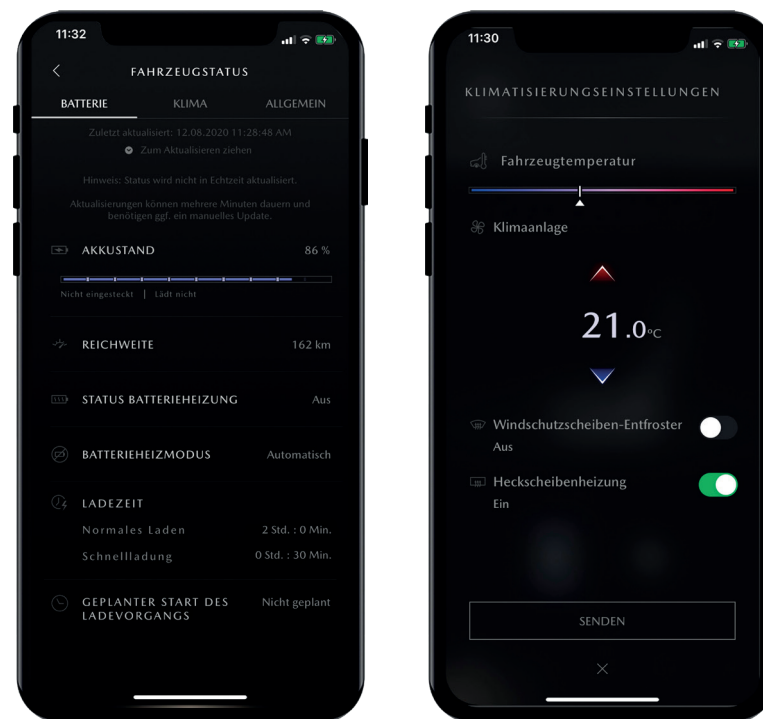 11:32
FAHRZEUGSTATUS
BATTERIE KLIMA ALLGEMEIN
Zuletzt aktualisiert: 12.08.2020 11:28:48 AM
Zum Aktualisieren ziehen
Hinweis: Status wird nicht in Echtzeit aktualisiert.
Aktualisierungen können mehrere Minuten dauern und
benötigen ggf. ein manuelles Update.
AKKUSTAND 86 %
Nicht eingesteckt | Lädt nicht
REICHWEITE 162 km
STATUS BATTERIEHEIZUNG Aus
BATTERIEHEIZMODUS Automatisch
LADEZEIT
Normales Laden 2 Std. : 0 Min.
Schnellladung 0 Std. : 30 Min.
GEPLANTER START DES Nicht geplant
LADEVORGANGS
11:30
KLIMATISIERUNGSEINSTELLUNGEN
Fahrzeugtemperatur
Klimaanlage
21.0°C
Windschutzscheiben-Entfroster
Aus
Heckscheibenheizung
Ein
SENDEN